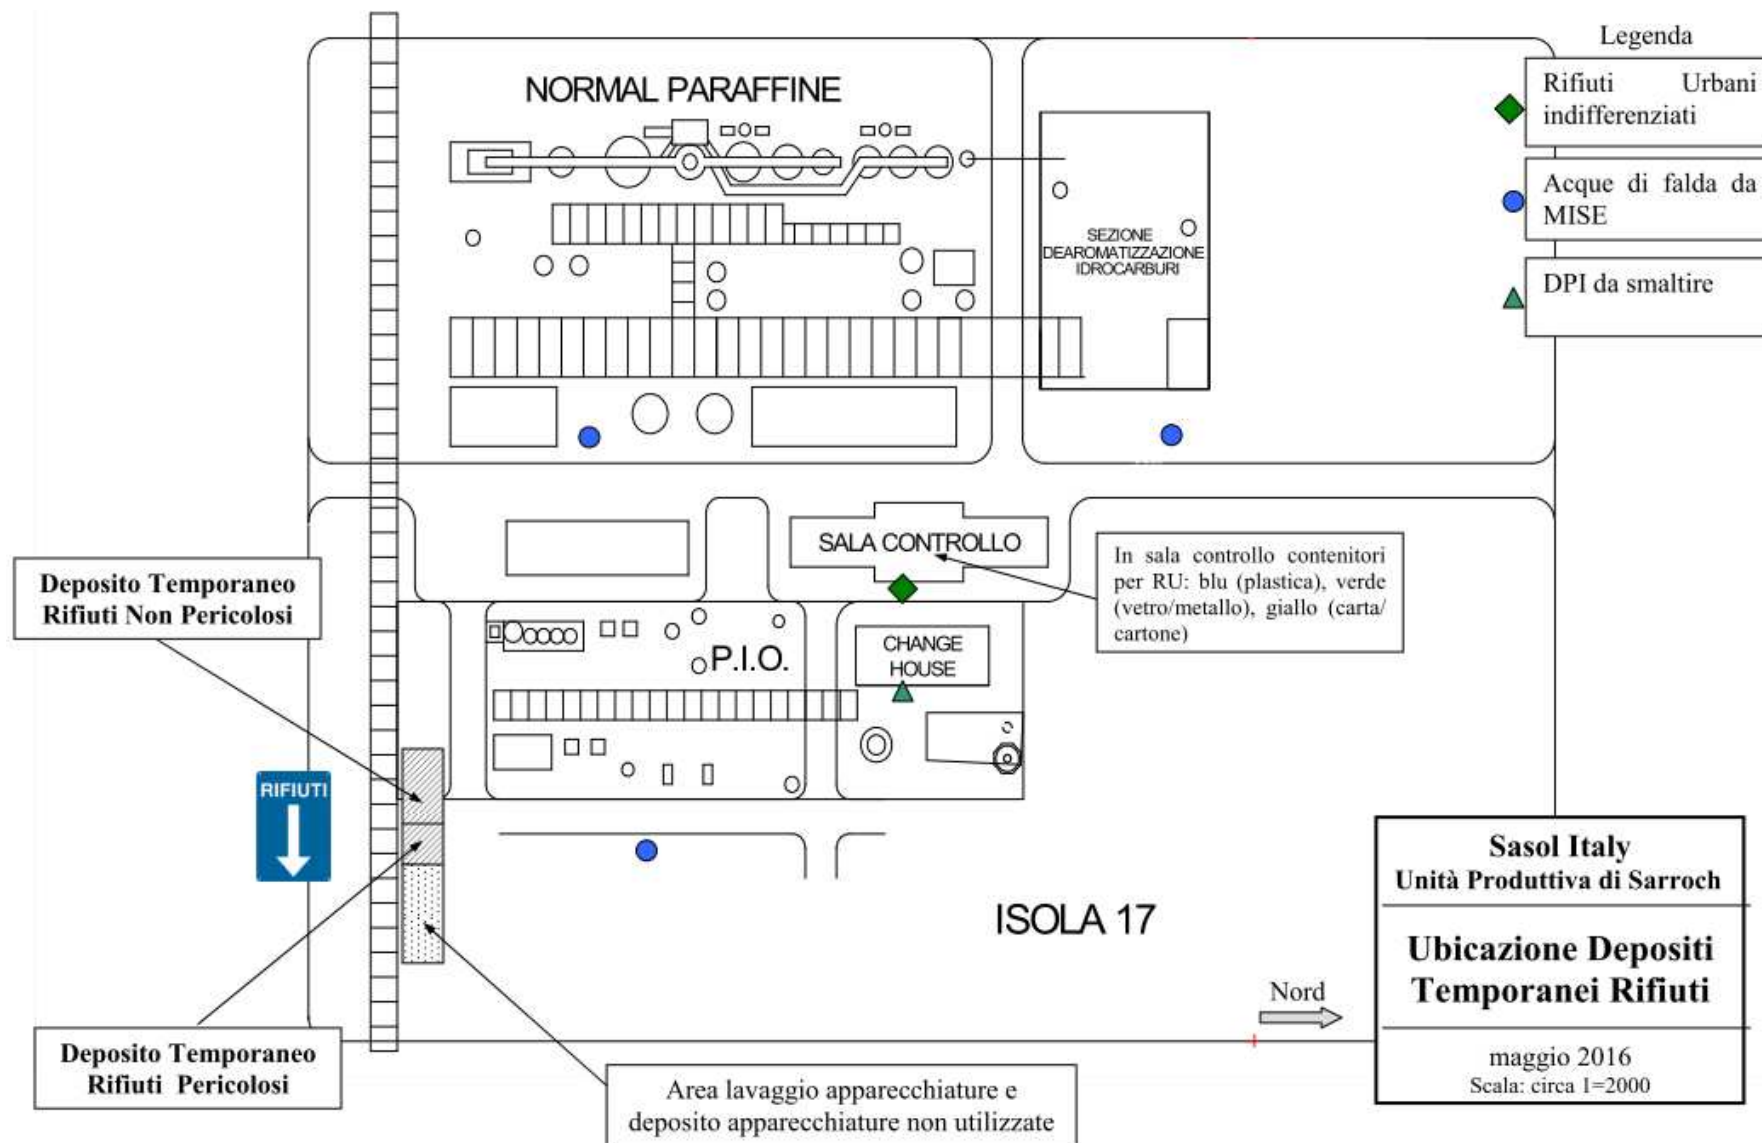 Legenda
NORMAL PARAFFINE
Rifiuti Urbani
indifferenziati
Acque di falda da
MISE
SEZIONE
DEAROMATIZZAZIONE
IDROCARBURI
DPI da smaltire
SALA CONTROLLO
In sala controllo contenitori
per RU: blu (plastica), verde
(vetro/metallo), giallo (carta/
cartone)
Deposito Temporaneo
Rifiuti Non Pericolosi
P.I.O.
CHANGE
HOUSE
RIFIUTI
ISOLA 17
Nord
Sasol Italy
Unità Produttiva di Sarroch
Ubicazione Depositi
Temporanei Rifiuti
maggio 2016
Scala: circa 1=2000
Deposito Temporaneo
Rifiuti Pericolosi
Area lavaggio apparecchiature e
deposito apparecchiature non utilizzate